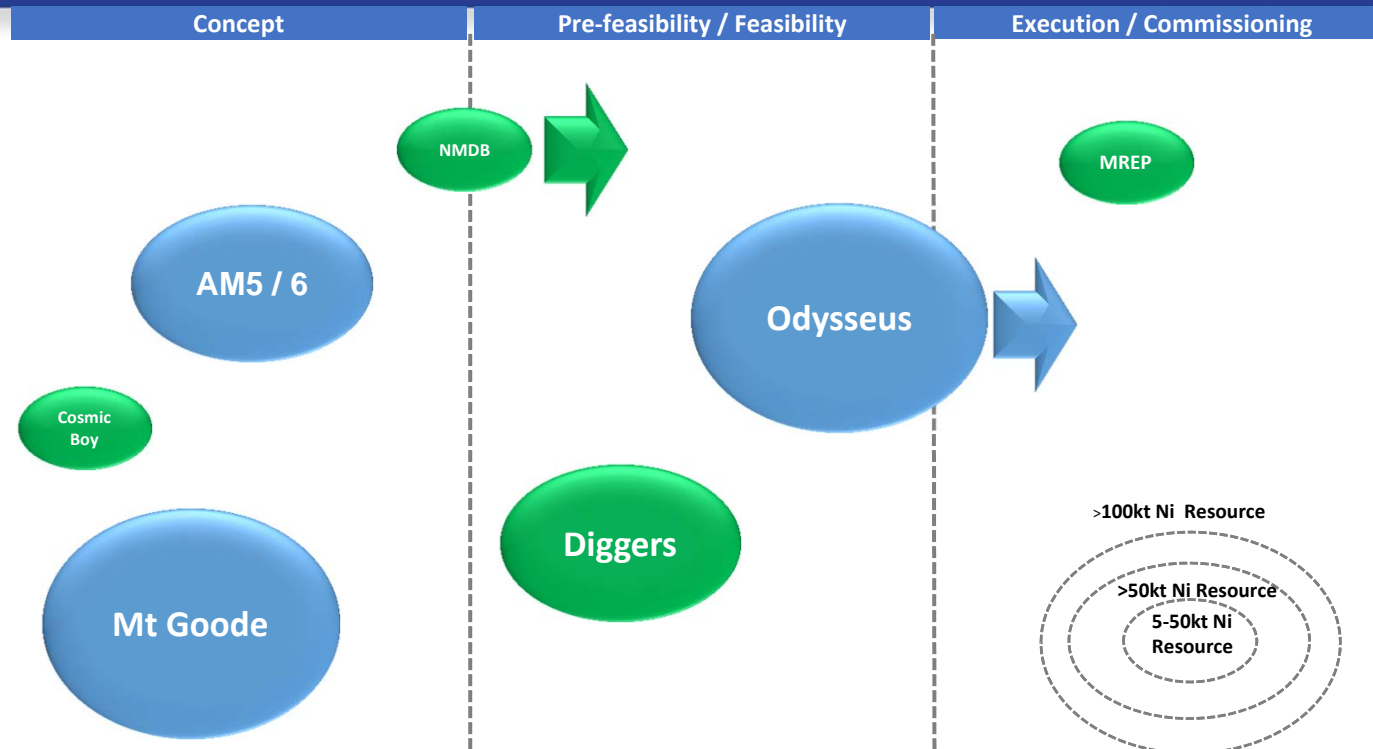 Concept
Pre-feasibility / Feasibility
Execution / Commissioning
NMDB
MREP
AM5 / 6
Odysseus
Cosmic
Boy
Diggers
Mt Goode
>100kt Ni Resource
>50kt Ni Resource
5-50kt Ni
Resource